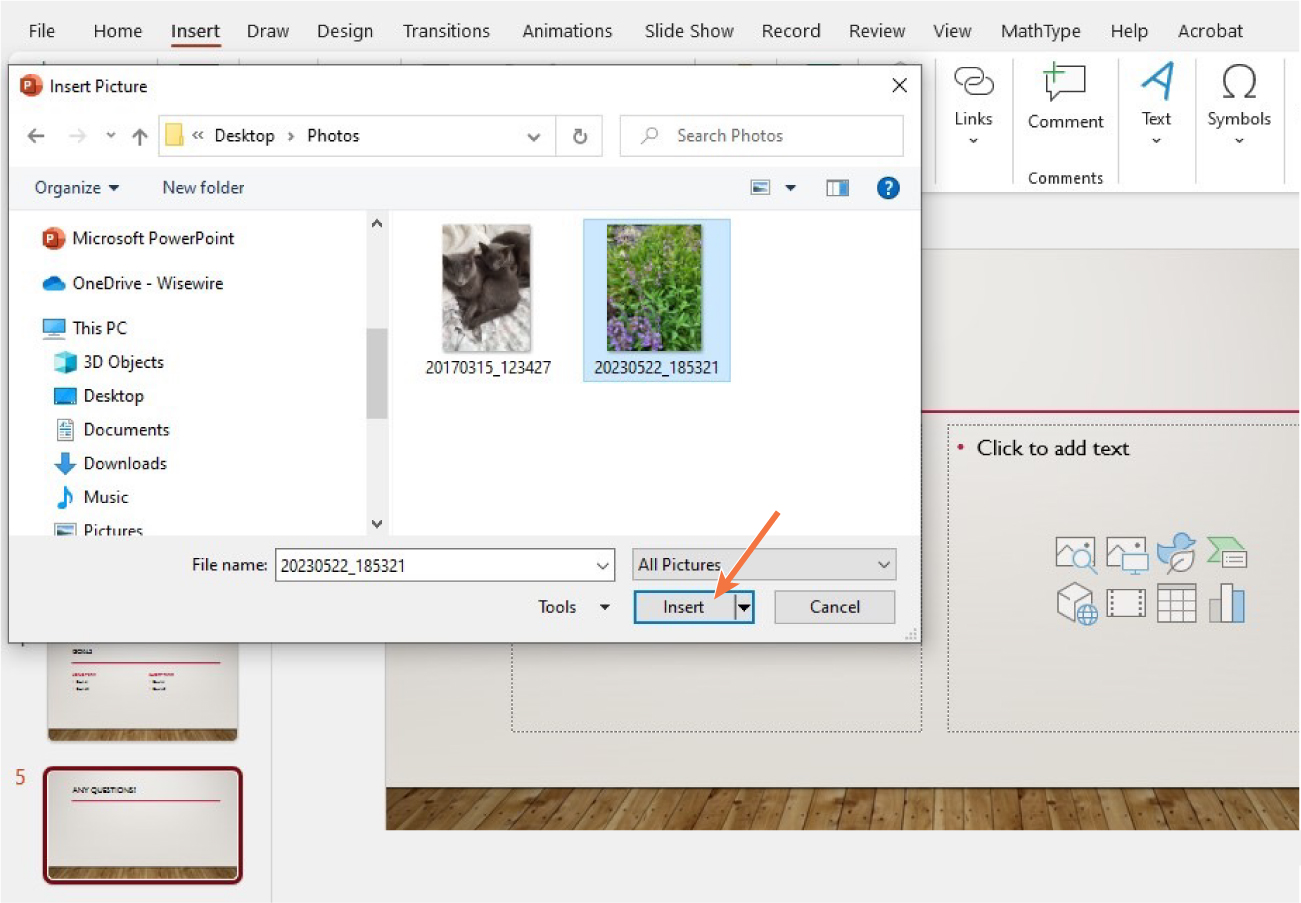 File Home Insert Draw Design Transitions Animations Slide Show Record Review View MathType Help Acrobat
Insert Picture
Links Comment Text Symbols
Comments
« Desktop › Photos
Search Photos
Organize New folder
Microsoft PowerPoint
OneDrive - Wisewire
This PC
3D Objects
Desktop
Documents
Downloads
Music
Pictures
20170315_123427 20230522_185321
File name: 20230522_185321 All Pictures
Tools Insert Cancel
• Click to add text
GOALS
5
ANY QUESTIONS?